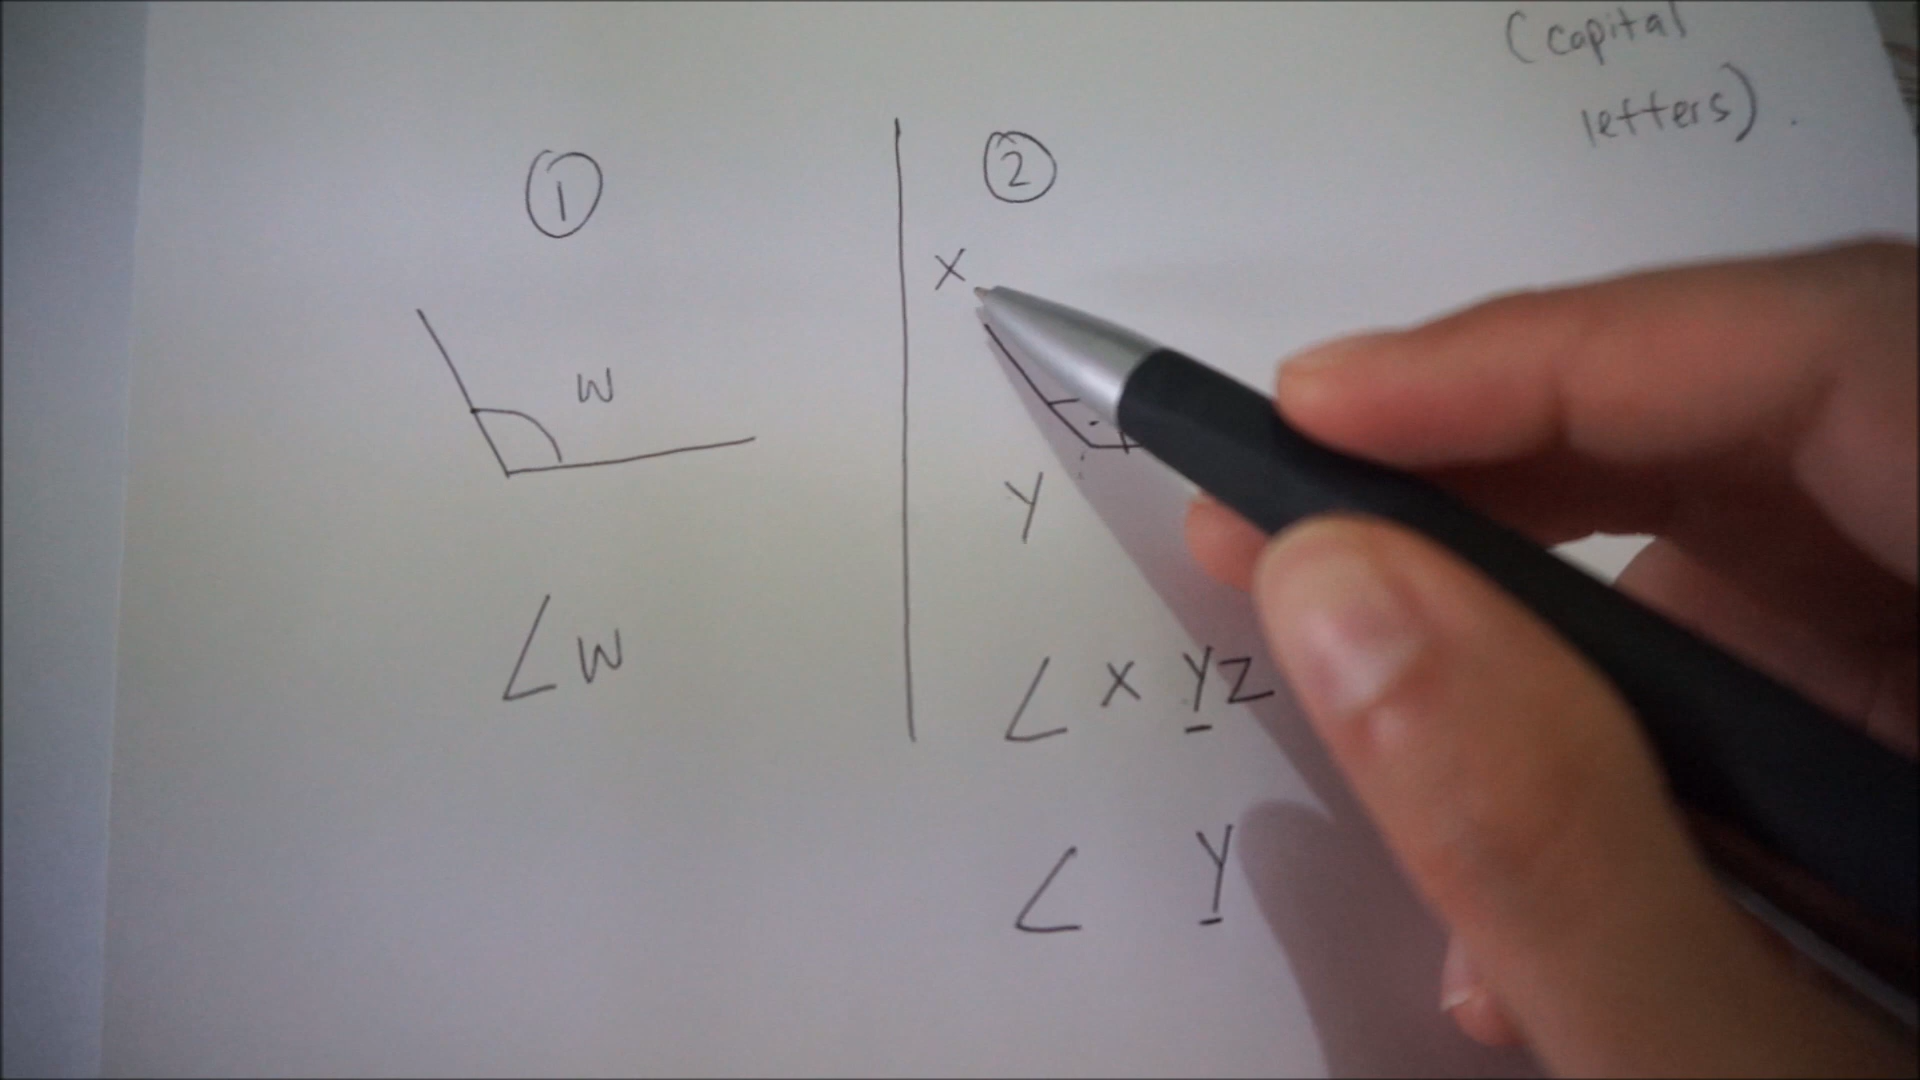 (capital
letters).
1
2
X
W
Y
∠W
∠XYZ
∠Y